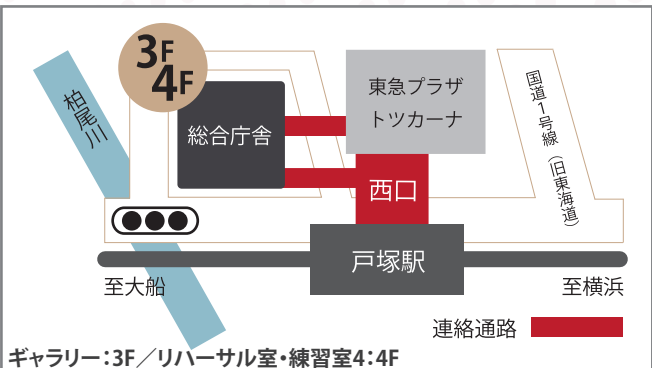 3F
4F
柏尾川
総合庁舎
東急プラザ
トツカーナ
国道1号線（旧東海道）
西口
戸塚駅
至大船
至横浜
連絡通路
ギャラリー：3F／リハーサル室・練習室4：4F